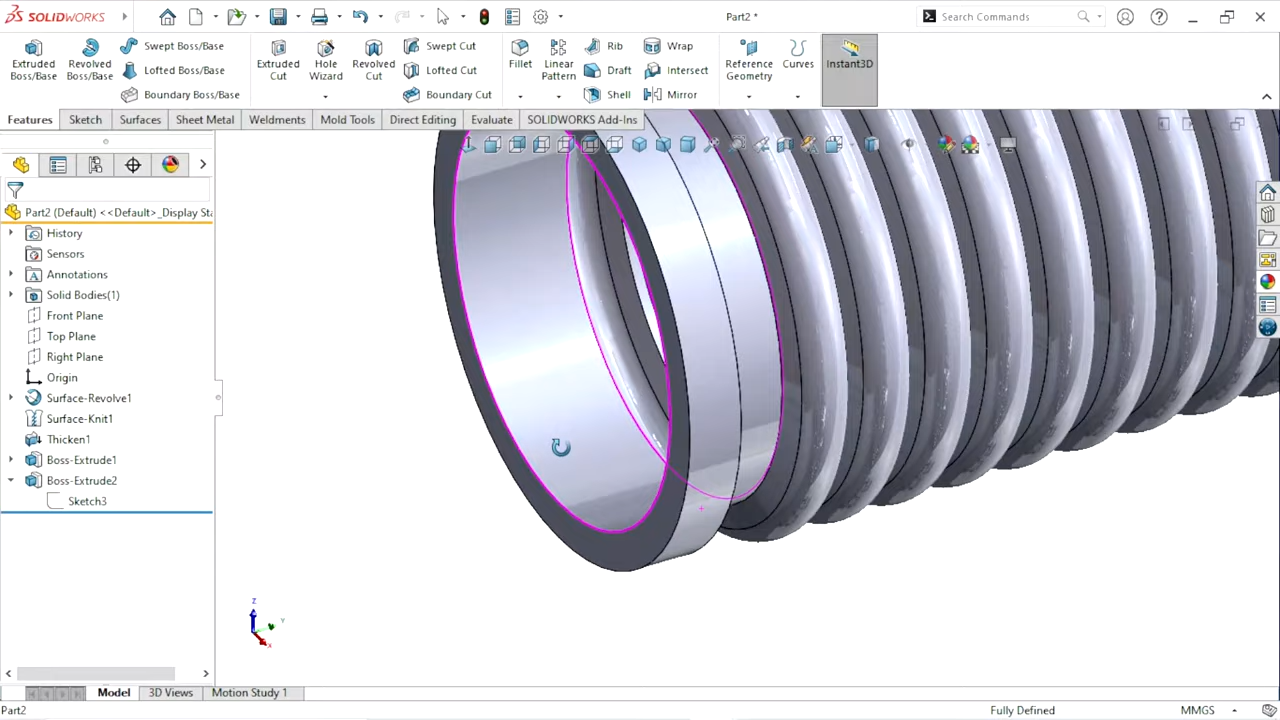 SOLIDWORKS
Part2 *
Search Commands
Extruded Boss/Base
Revolved Boss/Base
Swept Boss/Base
Lofted Boss/Base
Boundary Boss/Base
Extruded Cut
Hole Wizard
Revolved Cut
Swept Cut
Lofted Cut
Boundary Cut
Fillet
Linear Pattern
Rib
Draft
Shell
Wrap
Intersect
Mirror
Reference Geometry
Curves
Instant3D
Features
Sketch
Surfaces
Sheet Metal
Weldments
Mold Tools
Direct Editing
Evaluate
SOLIDWORKS Add-Ins
Part2 (Default) <<Default>_Display Sta
History
Sensors
Annotations
Solid Bodies(1)
Front Plane
Top Plane
Right Plane
Origin
Surface-Revolve1
Surface-Knit1
Thicken1
Boss-Extrude1
Boss-Extrude2
Sketch3
Z
Y
X
Model
3D Views
Motion Study 1
Part2
Fully Defined
MMGS